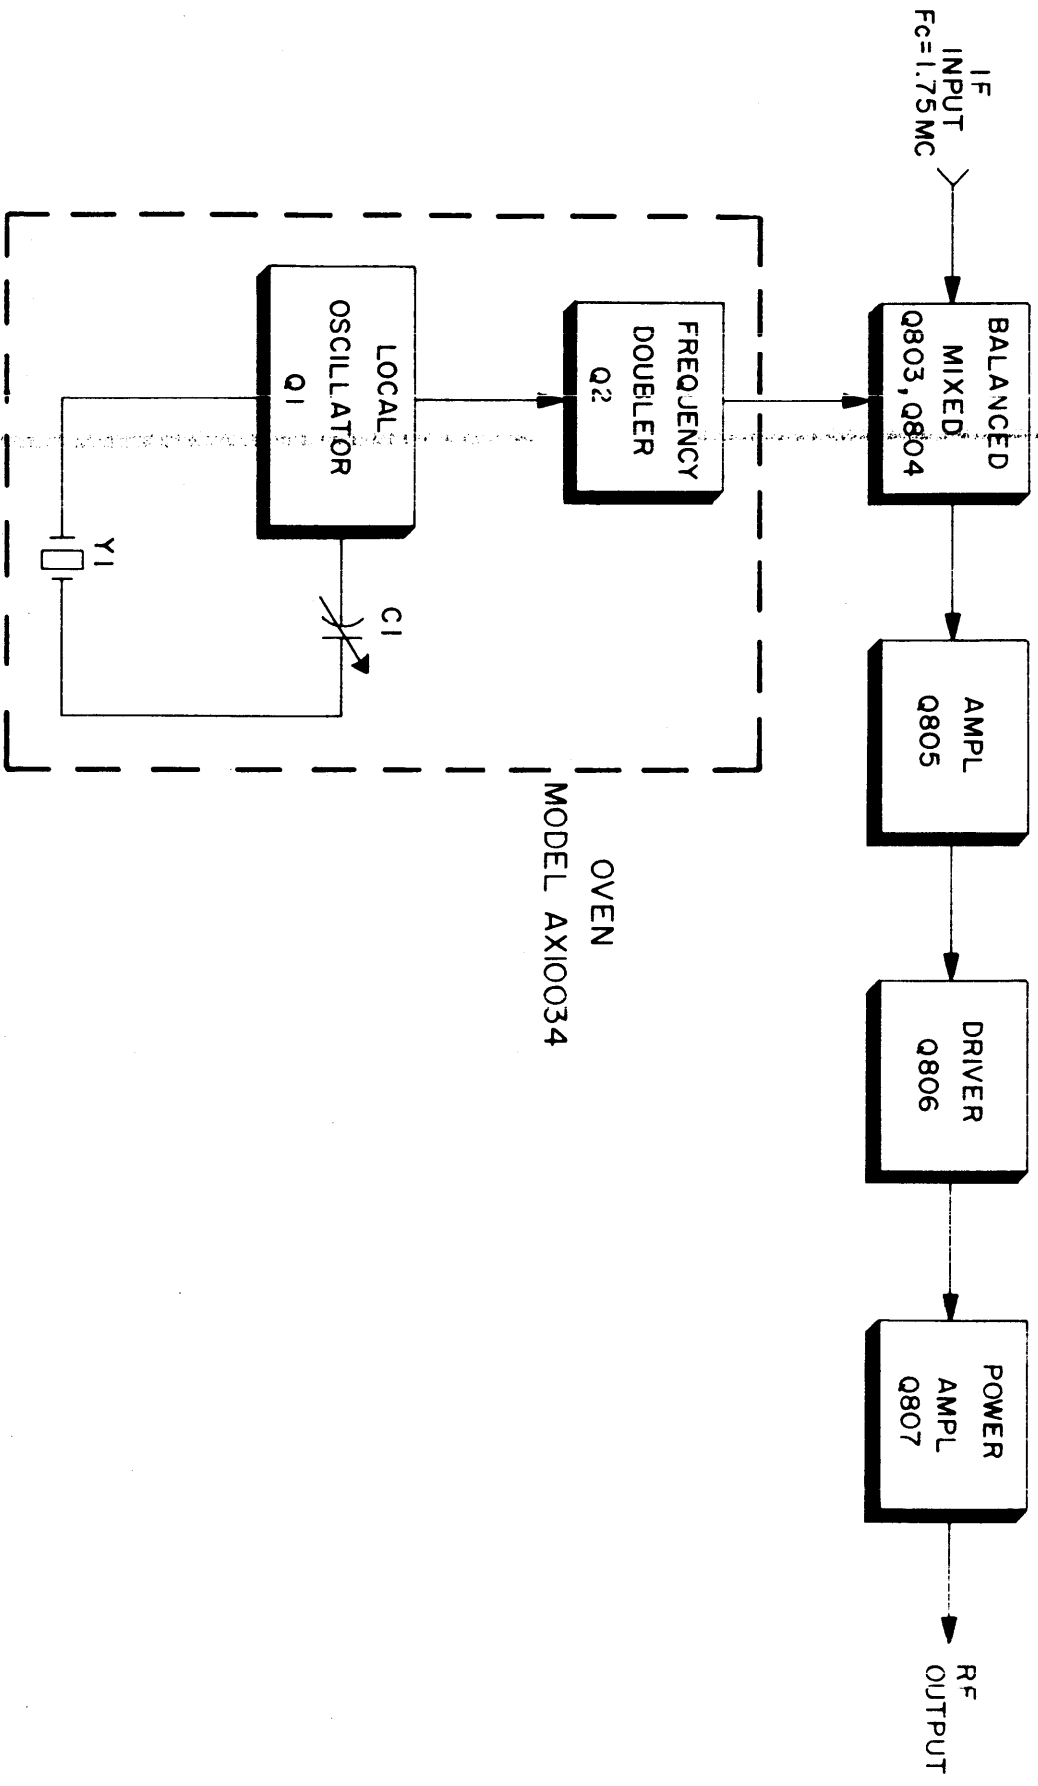 IF
INPUT
Fc=1.75MC
BALANCED
MIXED
Q803, Q804
AMPL
Q805
DRIVER
Q806
POWER
AMPL
Q807
RF
OUTPUT
FREQUENCY
DOUBLER
Q2
LOCAL
OSCILLATOR
Q1
C1
Y1
OVEN
MODEL AX10034